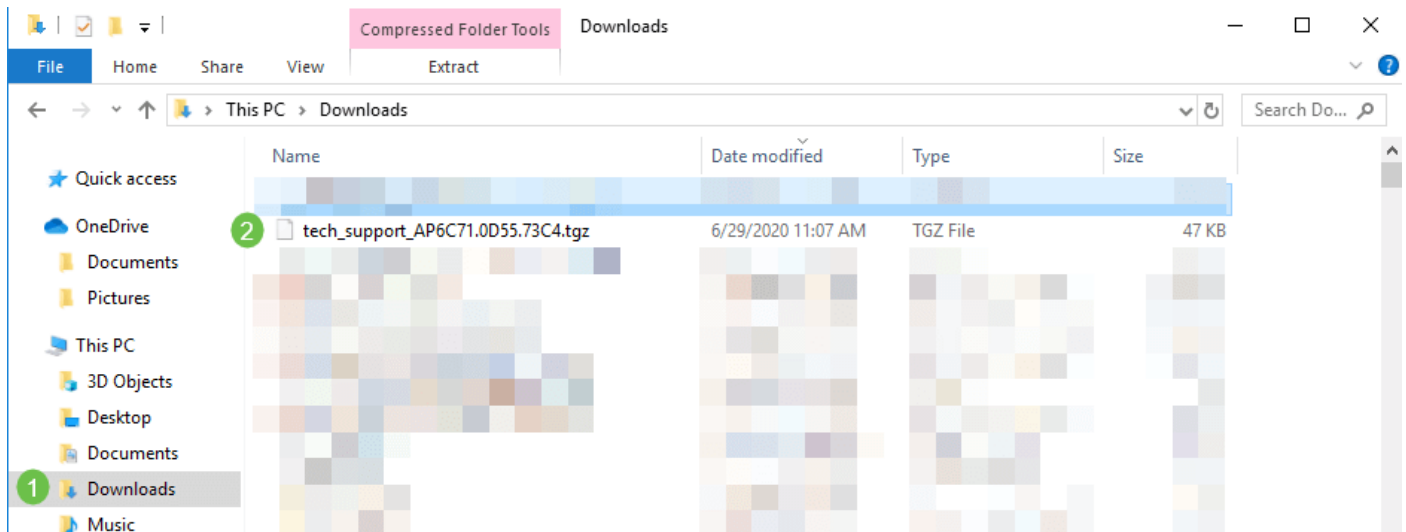 Compressed Folder Tools Downloads
File Home Share View Extract
This PC > Downloads Search Do...
Name Date modified Type Size
Quick access
OneDrive
2 tech_support_AP6C71.0D55.73C4.tgz 6/29/2020 11:07 AM TGZ File 47 KB
Documents
Pictures
This PC
3D Objects
Desktop
Documents
1 Downloads
Music